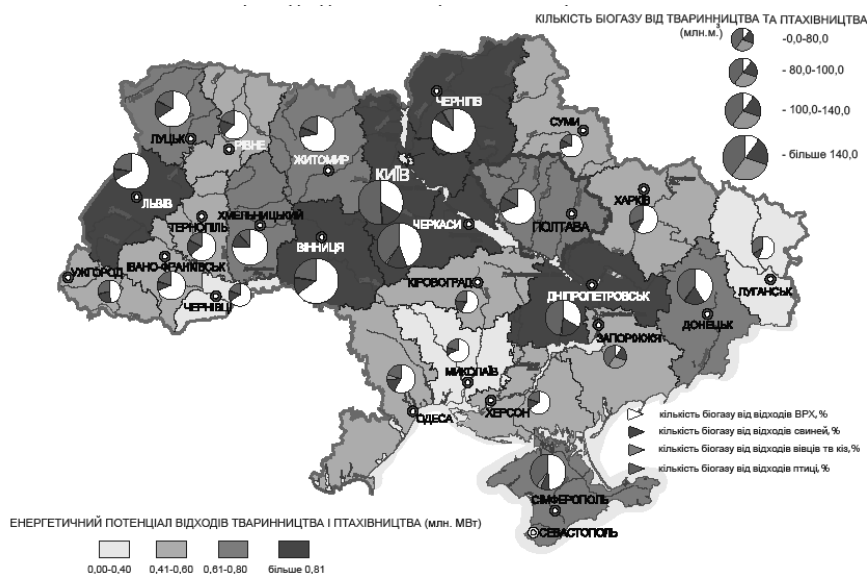 КІЛЬКІСТЬ БІОГАЗУ ВІД ТВАРИННИЦТВА ТА ПТАХІВНИЦТВА
(млн.м.³)
-0,0-80,0
- 80,0-100,0
- 100,0-140,0
- більше 140,0
ЧЕРНІГІВ
СУМИ
ЛУЦЬК
РІВНЕ
ЖИТОМИР
КИЇВ
ХАРКІВ
ЛЬВІВ
ХМЕЛЬНИЦЬКИЙ
ТЕРНОПІЛЬ
ЧЕРКАСИ
ПОЛТАВА
ВІННИЦЯ
УЖГОРОД
ІВАНО-ФРАНКІВСЬК
КІРОВОГРАД
ЛУГАНСЬК
ЧЕРНІВЦІ
ДНІПРОПЕТРОВСЬК
ДОНЕЦЬК
ЗАПОРІЖЖЯ
МИКОЛАЇВ
ОДЕСА
ХЕРСОН
кількість біогазу від відходів ВРХ, %
кількість біогазу від відходів свиней, %
кількість біогазу від відходів вівців тв кіз, %
кількість біогазу від відходів птиці, %
СІМФЕРОПОЛЬ
СЕВАСТОПОЛЬ
ЕНЕРГЕТИЧНИЙ ПОТЕНЦІАЛ ВІДХОДІВ ТВАРИННИЦТВА І ПТАХІВНИЦТВА (млн. МВт)
0,00-0,40
0,41-0,60
0,61-0,80
більше 0,81